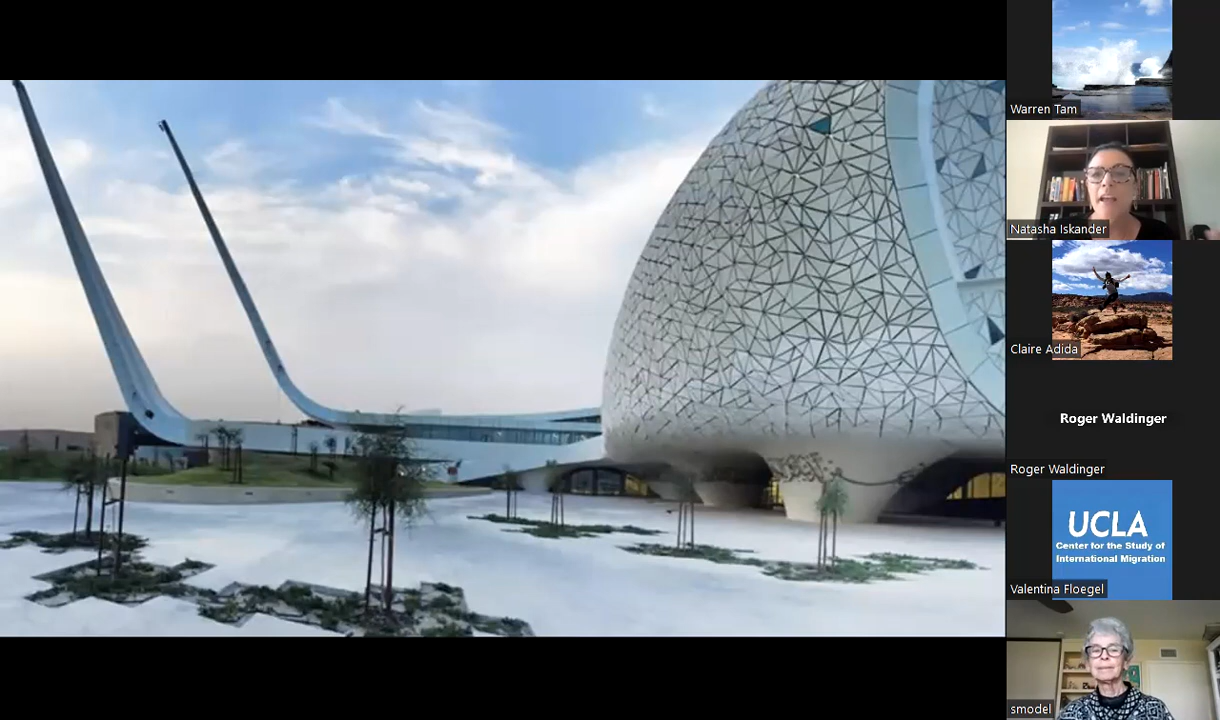 Warren Tam
Natasha Iskander
Claire Adida
Roger Waldinger
Roger Waldinger
UCLA
Center for the Study of
International Migration
Valentina Floegel
smodel